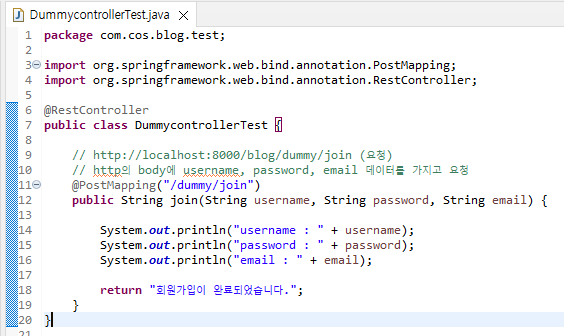 DummycontrollerTest.java
1 package com.cos.blog.test;
2
3 import org.springframework.web.bind.annotation.PostMapping;
4 import org.springframework.web.bind.annotation.RestController;
5
6 @RestController
7 public class DummycontrollerTest {
8
9 // http://localhost:8000/blog/dummy/join (요청)
10 // http의 body에 username, password, email 데이터를 가지고 요청
11 @PostMapping("/dummy/join")
12 public String join(String username, String password, String email) {
13
14 System.out.println("username : " + username);
15 System.out.println("password : " + password);
16 System.out.println("email : " + email);
17
18 return "회원가입이 완료되었습니다.";
19 }
20 }
21